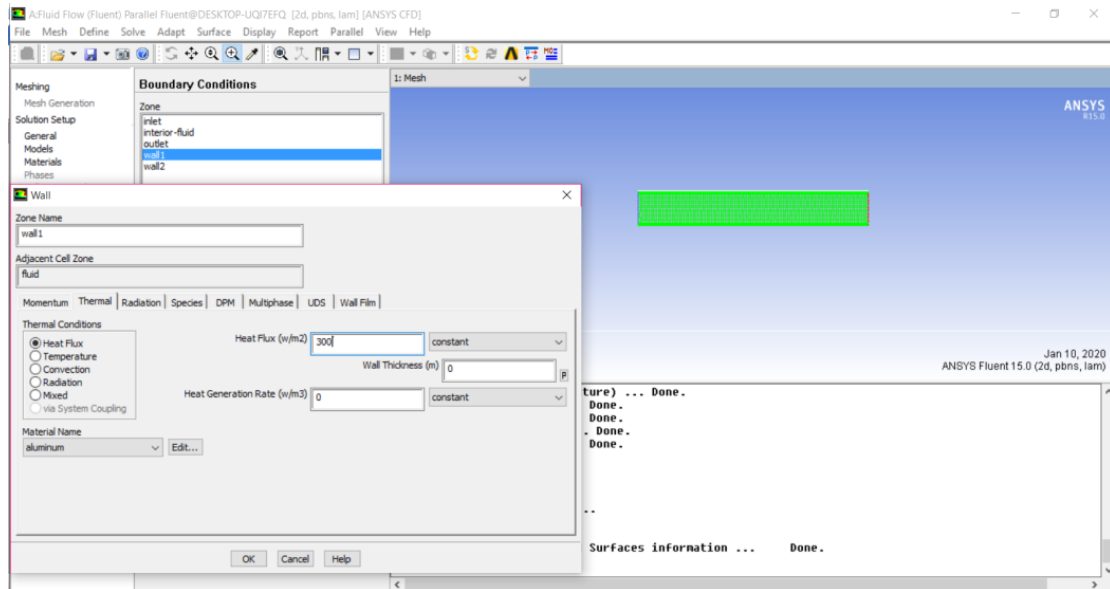 A:Fluid Flow (Fluent) Parallel Fluent@DESKTOP-UQI7EFQ [2d, pbns, lam] [ANSYS CFD]
File Mesh Define Solve Adapt Surface Display Report Parallel View Help
Meshing
Mesh Generation
Solution Setup
General
Models
Materials
Phases
Boundary Conditions
Zone
inlet
interior-fluid
outlet
wall1
wall2
1: Mesh
ANSYS
R15.0
Wall
Zone Name
wall1
Adjacent Cell Zone
fluid
Momentum Thermal Radiation Species DPM Multiphase UDS Wall Film
Thermal Conditions
Heat Flux
Temperature
Convection
Radiation
Mixed
via System Coupling
Heat Flux (w/m2) 300 constant
Wall Thickness (m) 0 P
Heat Generation Rate (w/m3) 0 constant
Material Name
aluminum Edit...
OK Cancel Help
Jan 10, 2020
ANSYS Fluent 15.0 (2d, pbns, lam)
ture) ... Done.
Done.
Done.
. Done.
Done.
..
Surfaces information ... Done.